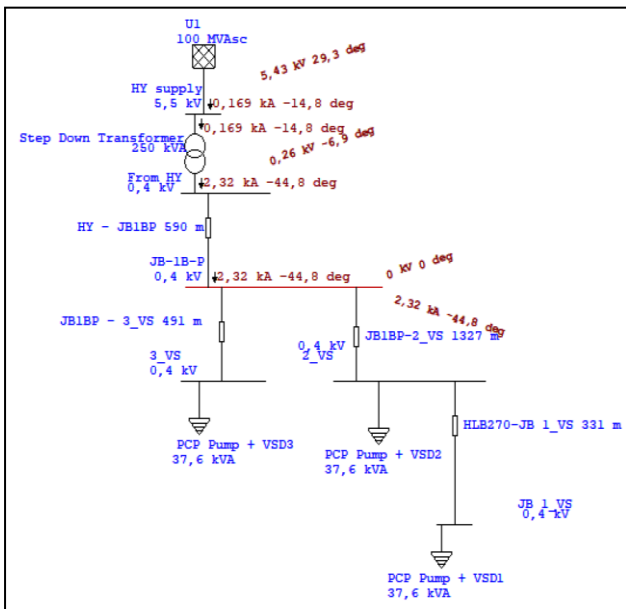 U1
100 MVAsc
5,43 kV 29,3 deg
HY supply
5,5 kV
0,169 kA -14,8 deg
0,169 kA -14,8 deg
Step Down Transformer
250 kVA
0,26 kV -6,9 deg
From HY
0,4 kV
2,32 kA -44,8 deg
HY - JB1BP 590 m
JB-1B-P
0,4 kV
2,32 kA -44,8 deg
0 kV 0 deg
2,32 kA -44,8 deg
JB1BP - 3_VS 491 m
JB1BP-2_VS 1327 m
3_VS
0,4 kV
0,4 kV
2_VS
HLB270-JB 1_VS 331 m
PCP Pump + VSD3
37,6 kVA
PCP Pump + VSD2
37,6 kVA
JB 1_VS
0,4 kV
PCP Pump + VSD1
37,6 kVA